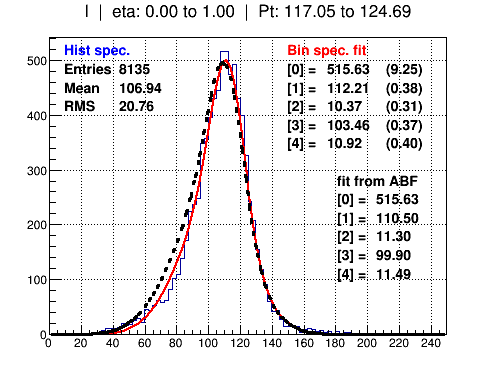 I | eta: 0.00 to 1.00 | Pt: 117.05 to 124.69
Hist spec.
Entries 8135
Mean 106.94
RMS 20.76
Bin spec. fit
[0] = 515.63 (9.25)
[1] = 112.21 (0.38)
[2] = 10.37 (0.31)
[3] = 103.46 (0.37)
[4] = 10.92 (0.40)
fit from ABF
[0] = 515.63
[1] = 110.50
[2] = 11.30
[3] = 99.90
[4] = 11.49
500
400
300
200
100
0
0 20 40 60 80 100 120 140 160 180 200 220 240